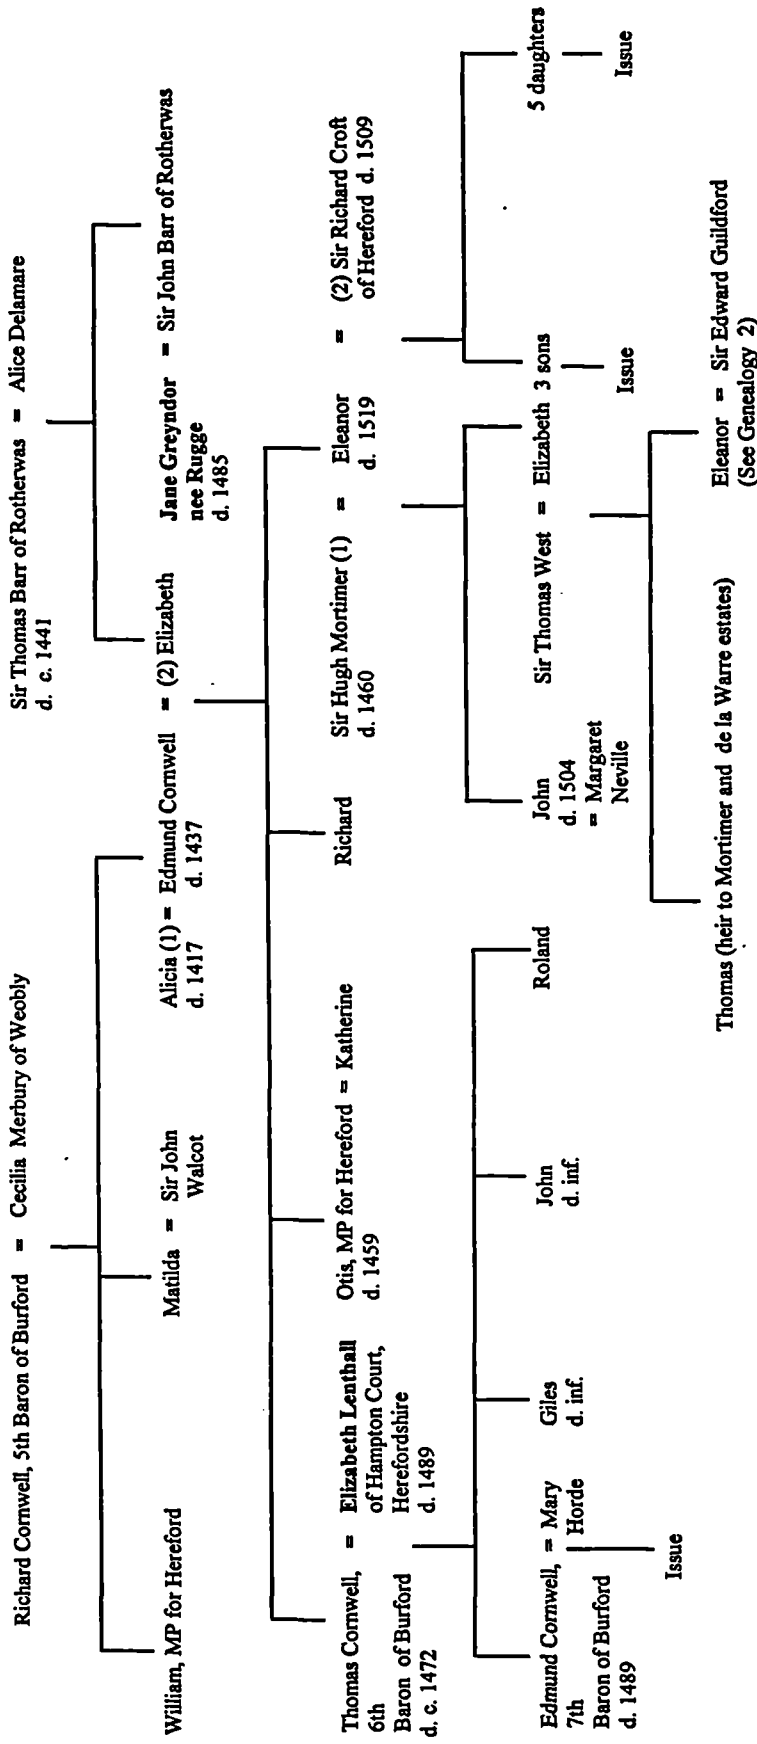 Richard Cornwell, 5th Baron of Burford = Cecilia Merbury of Weobly
Sir Thomas Barr of Rotherwas = Alice Delamare
d. c. 1441
William, MP for Hereford
Matilda = Sir John
Walcot
Alicia (1) = Edmund Cornwell = (2) Elizabeth
d. 1417 d. 1437
Jane Greyndor = Sir John Barr of Rotherwas
nee Rugge
d. 1485
Thomas Cornwell, = Elizabeth Lenthall
6th of Hampton Court,
Baron of Burford Herefordshire
d. c. 1472 d. 1489
Otis, MP for Hereford = Katherine
d. 1459
Richard
Sir Hugh Mortimer (1) = Eleanor = (2) Sir Richard Croft
d. 1460 d. 1519 of Hereford d. 1509
Edmund Cornwell, = Mary
7th Horde
Baron of Burford
d. 1489
Issue
Giles
d. inf.
John
d. inf.
Roland
John
d. 1504
= Margaret
Neville
Sir Thomas West = Elizabeth
3 sons
Issue
5 daughters
Issue
Thomas (heir to Mortimer and de la Warre estates)
Eleanor = Sir Edward Guildford
(See Genealogy 2)